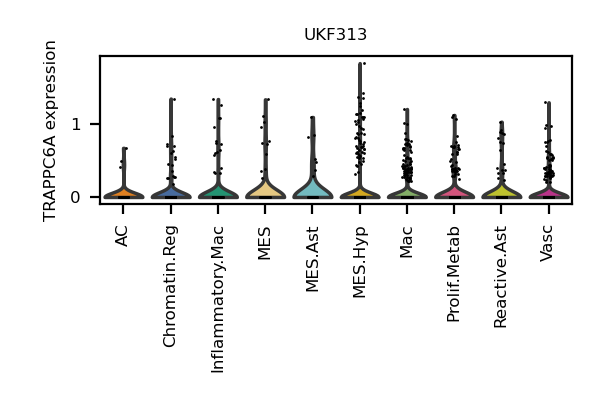 UKF313
TRAPPC6A expression
1
0
AC
Chromatin.Reg
Inflammatory.Mac
MES
MES.Ast
MES.Hyp
Mac
Prolif.Metab
Reactive.Ast
Vasc